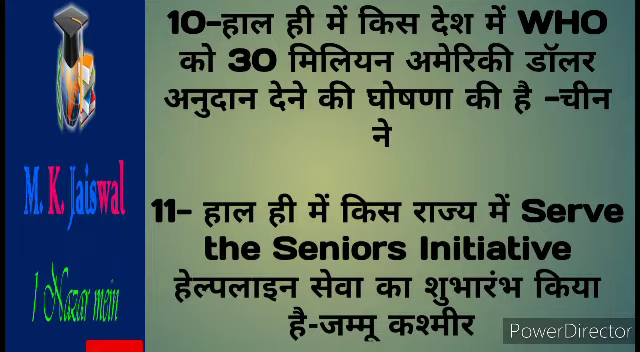 10-हाल ही में किस देश में WHO
को 30 मिलियन अमेरिकी डॉलर
अनुदान देने की घोषणा की है -चीन
ने
11- हाल ही में किस राज्य में Serve
the Seniors Initiative
हेल्पलाइन सेवा का शुभारंभ किया
है-जम्मू कश्मीर
M. K. Jaiswal
1 Nazar mein
PowerDirector